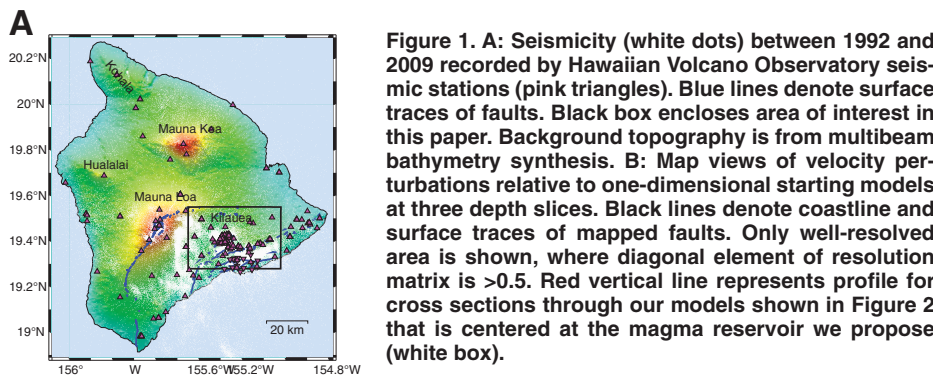 A
20.2°N
20°N
19.8°N
19.6°N
19.4°N
19.2°N
19°N
Kohala
Mauna Kea
Hualalai
Mauna Loa
Kilauea
20 km
156° W 155.6°W 155.2°W 154.8°W
Figure 1. A: Seismicity (white dots) between 1992 and
2009 recorded by Hawaiian Volcano Observatory seis-
mic stations (pink triangles). Blue lines denote surface
traces of faults. Black box encloses area of interest in
this paper. Background topography is from multibeam
bathymetry synthesis. B: Map views of velocity per-
turbations relative to one-dimensional starting models
at three depth slices. Black lines denote coastline and
surface traces of mapped faults. Only well-resolved
area is shown, where diagonal element of resolution
matrix is >0.5. Red vertical line represents profile for
cross sections through our models shown in Figure 2
that is centered at the magma reservoir we propose
(white box).